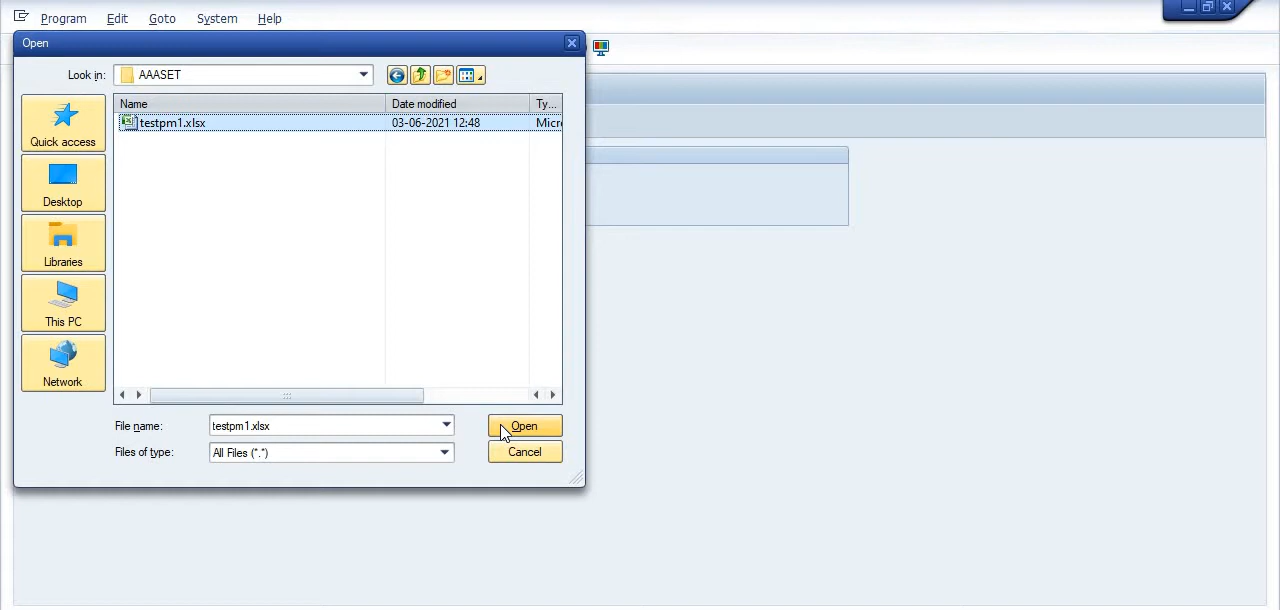 Program Edit Goto System Help
Open
Look in: AAASET
Name Date modified Ty...
testpm1.xlsx 03-06-2021 12:48 Micr
Quick access
Desktop
Libraries
This PC
Network
File name: testpm1.xlsx Open
Files of type: All Files (*.*) Cancel